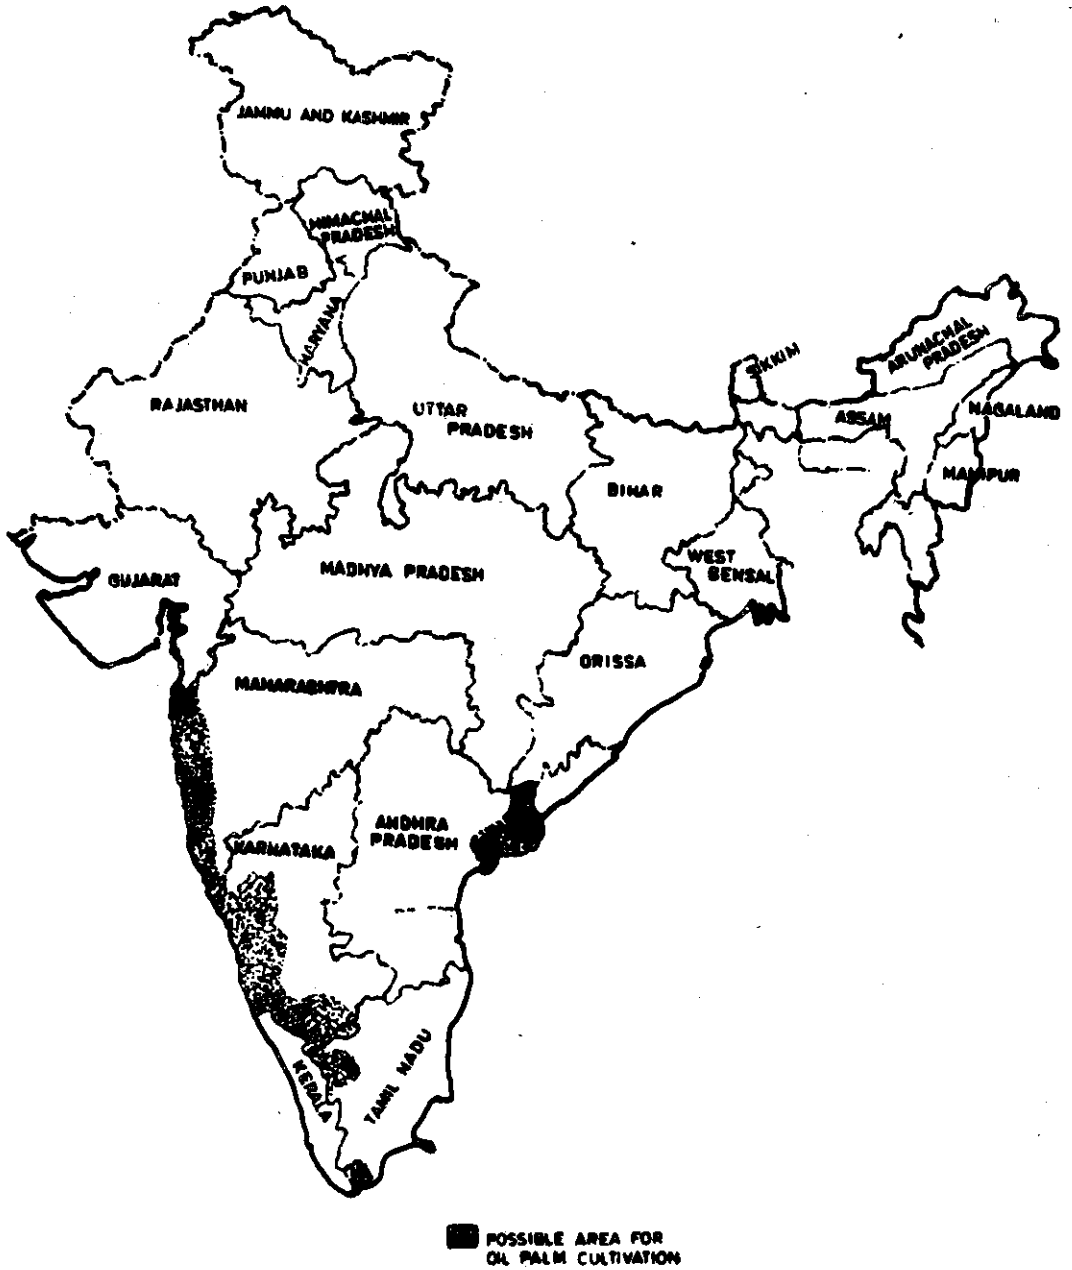 JAMMU AND KASHMIR
HIMACHAL
PRADESH
PUNJAB
HARYANA
RAJASTHAN
UTTAR
PRADESH
SIKKIM
ARUNACHAL
PRADESH
ASSAM
NAGALAND
MANIPUR
BIHAR
WEST
BENSAL
GUJARAT
MADHYA PRADESH
ORISSA
MAHARASHTRA
ANDHRA
PRADESH
KARNATAKA
KERALA
TAMIL NADU
POSSIBLE AREA FOR
OIL PALM CULTIVATION